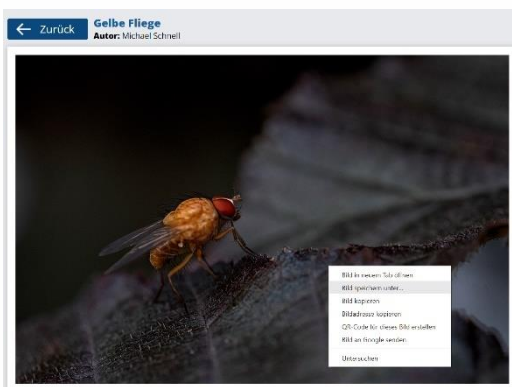 ← Zurück
Gelbe Fliege
Autor: Michael Schnell
Bild in neuem Tab öffnen
Bild speichern unter...
Bild kopieren
Bildadresse kopieren
QR-Code für dieses Bild erstellen
Bild an Google senden
Untersuchen